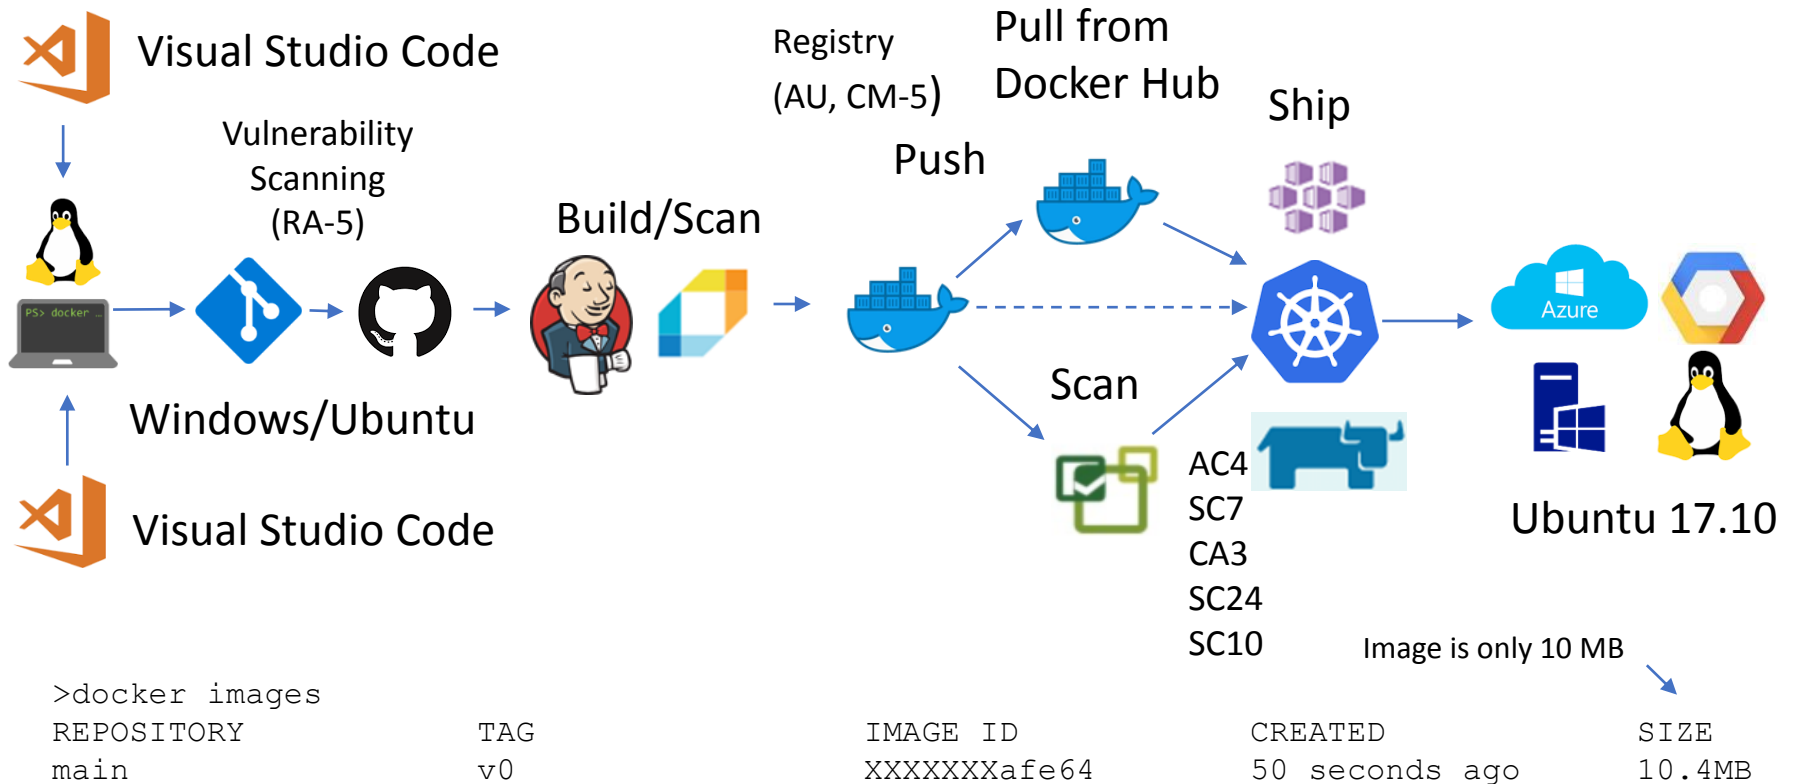 Visual Studio Code
Registry
(AU, CM-5)
Pull from
Docker Hub
Ship
Vulnerability
Scanning
(RA-5)
Push
Build/Scan
PS> docker …
Azure
Windows/Ubuntu
Scan
Visual Studio Code
AC4
SC7
CA3
SC24
SC10
Ubuntu 17.10
Image is only 10 MB
>docker images
REPOSITORY TAG IMAGE ID CREATED SIZE
main v0 XXXXXXXafe64 50 seconds ago 10.4MB